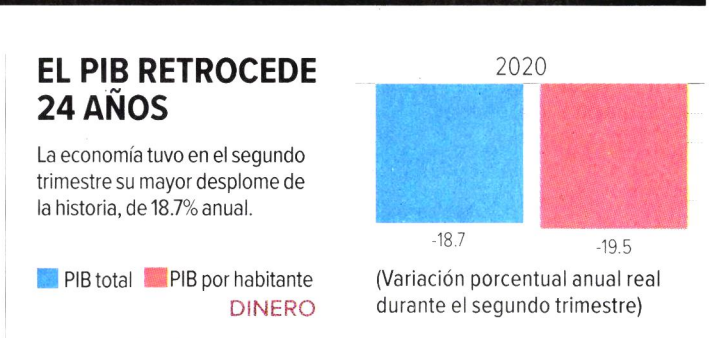 EL PIB RETROCEDE
24 AÑOS
La economía tuvo en el segundo
trimestre su mayor desplome de
la historia, de 18.7% anual.
PIB total PIB por habitante
DINERO
2020
-18.7
-19.5
(Variación porcentual anual real
durante el segundo trimestre)